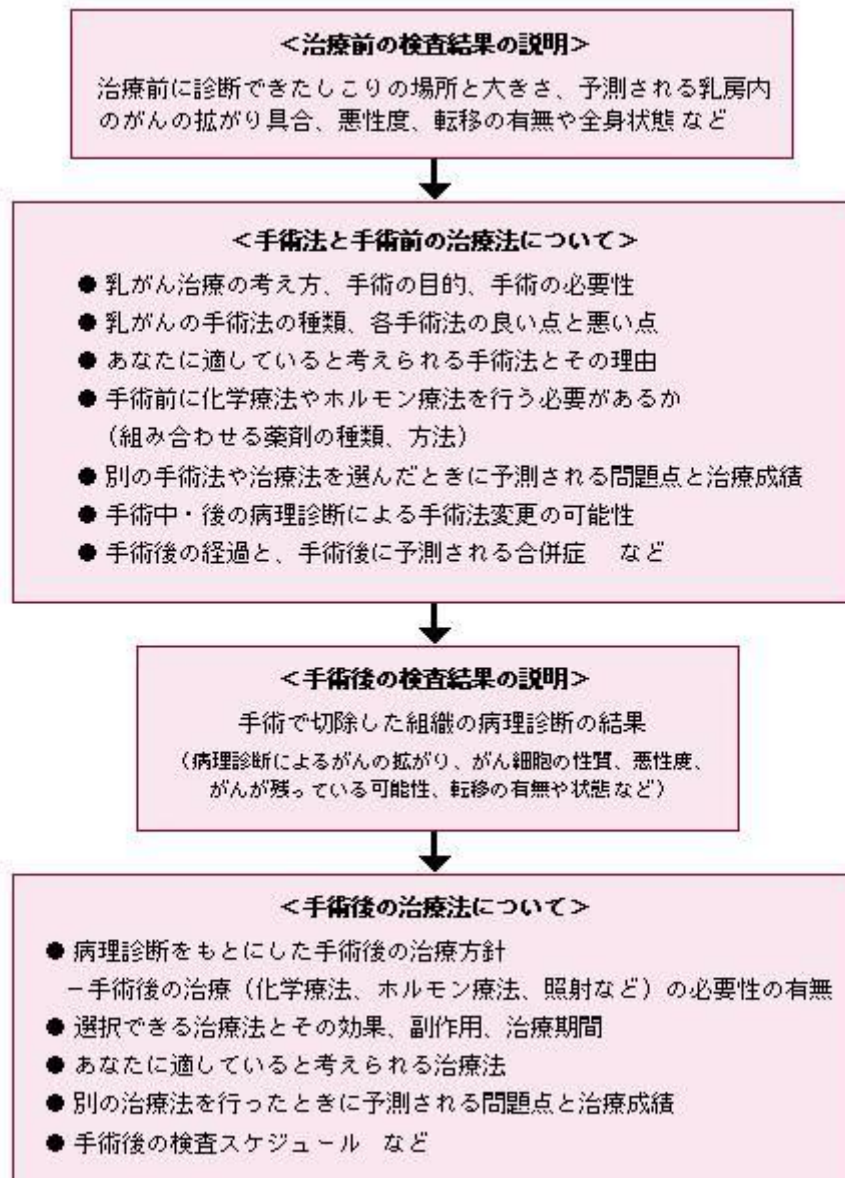 ＜治療前の検査結果の説明＞
治療前に診断できたしこりの場所と大きさ、予測される乳房内
のがんの拡がり具合、悪性度、転移の有無や全身状態 など
＜手術法と手術前の治療法について＞
● 乳がん治療の考え方、手術の目的、手術の必要性
● 乳がんの手術法の種類、各手術法の良い点と悪い点
● あなたに適していると考えられる手術法とその理由
● 手術前に化学療法やホルモン療法を行う必要があるか
（組み合わせる薬剤の種類、方法）
● 別の手術法や治療法を選んだときに予測される問題点と治療成績
● 手術中・後の病理診断による手術法変更の可能性
● 手術後の経過と、手術後に予測される合併症　など
＜手術後の検査結果の説明＞
手術で切除した組織の病理診断の結果
（病理診断によるがんの拡がり、がん細胞の性質、悪性度、
がんが残っている可能性、転移の有無や状態など）
＜手術後の治療法について＞
● 病理診断をもとにした手術後の治療方針
－手術後の治療（化学療法、ホルモン療法、照射など）の必要性の有無
● 選択できる治療法とその効果、副作用、治療期間
● あなたに適していると考えられる治療法
● 別の治療法を行ったときに予測される問題点と治療成績
● 手術後の検査スケジュール　など